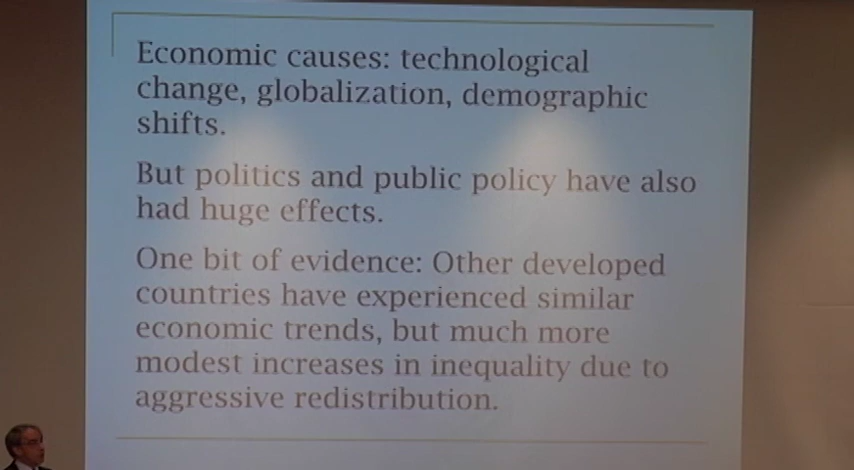 Economic causes: technological
change, globalization, demographic
shifts.
But politics and public policy have also
had huge effects.
One bit of evidence: Other developed
countries have experienced similar
economic trends, but much more
modest increases in inequality due to
aggressive redistribution.